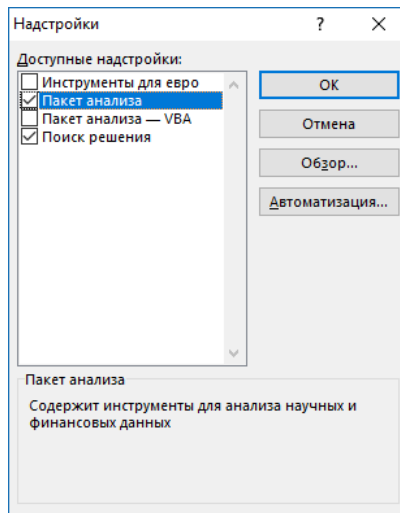 Надстройки ?
Доступные надстройки:
Инструменты для евро
Пакет анализа
Пакет анализа — VBA
Поиск решения
ОК
Отмена
Обзор...
Автоматизация...
Пакет анализа
Содержит инструменты для анализа научных и
финансовых данных